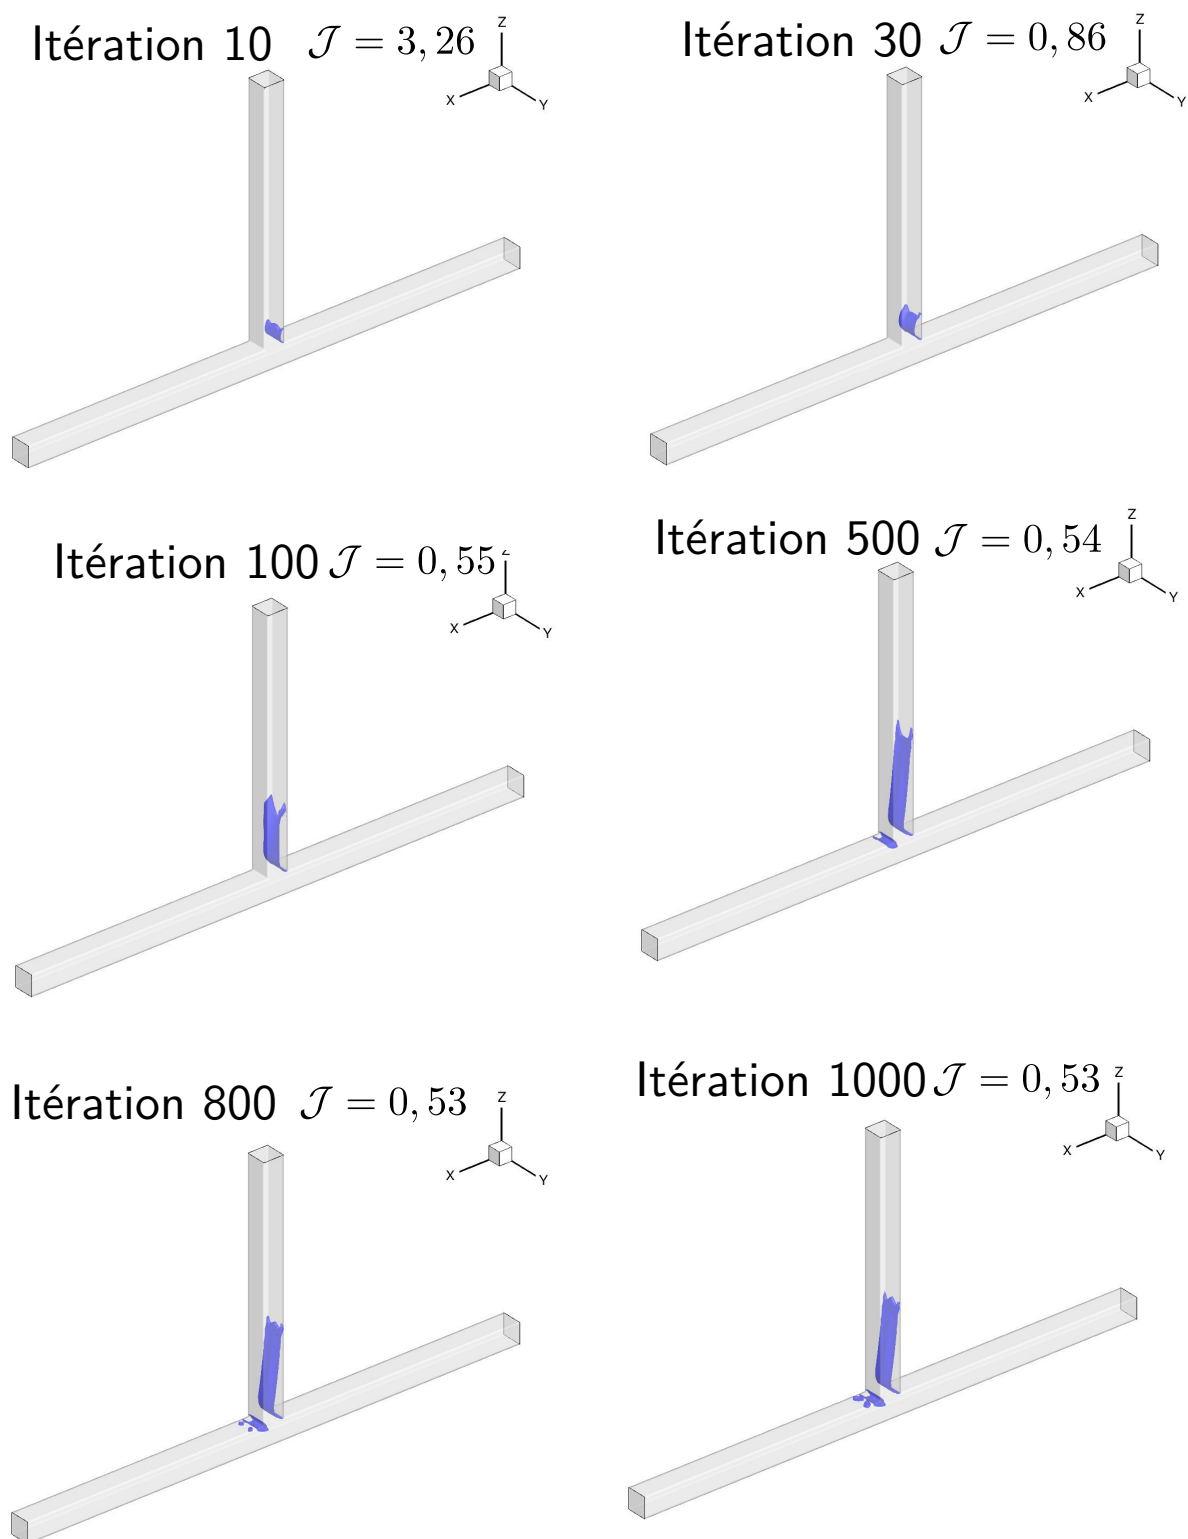 Itération 10 𝒥 = 3, 26
Z
X
Y
Itération 30 𝒥 = 0, 86
Z
X
Y
Itération 100 𝒥 = 0, 55
X
Y
Itération 500 𝒥 = 0, 54
Z
X
Y
Itération 800 𝒥 = 0, 53
Z
X
Y
Itération 1000 𝒥 = 0, 53
Z
X
Y